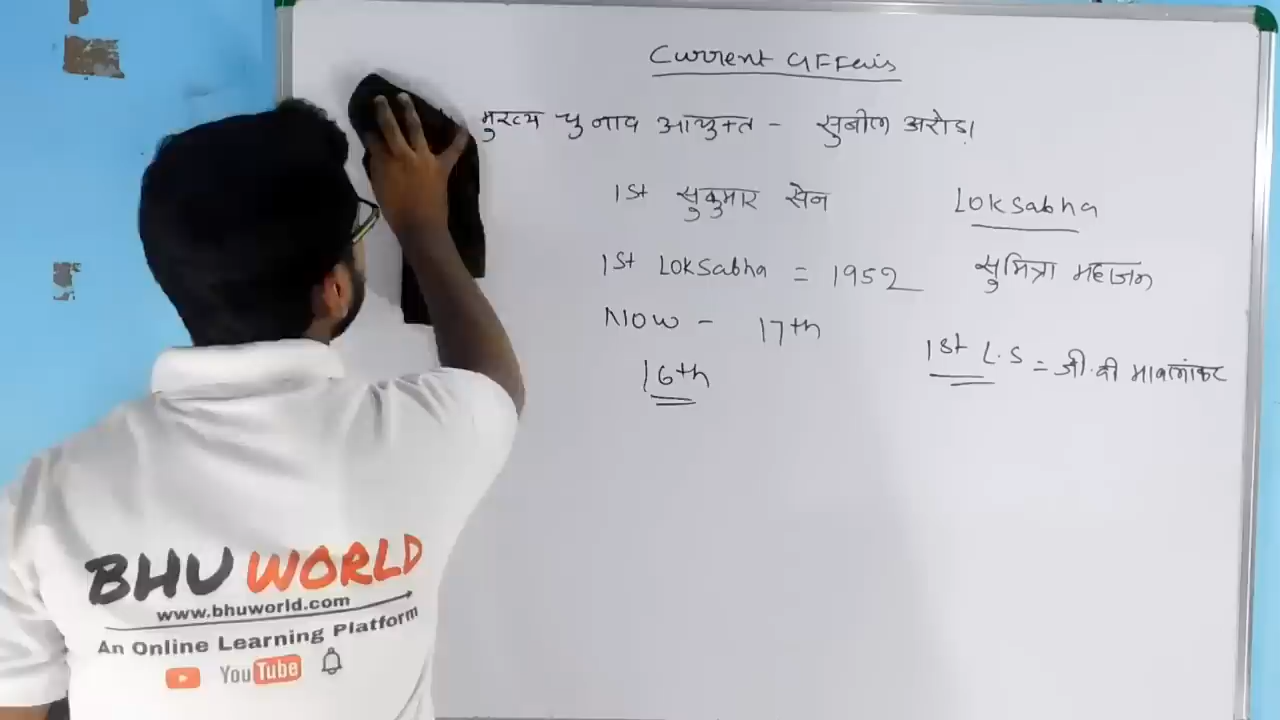 Current Affairs
मुख्य चुनाव आयुक्त - सुनील अरोड़ा
1st सुकुमार सेन
1st Loksabha = 1952
Now - 17th
16th
Loksabha
सुमित्रा महाजन
1st L.S = जी.वी मावलांकर
BHU WORLD
www.bhuworld.com
An Online Learning Platform
YouTube